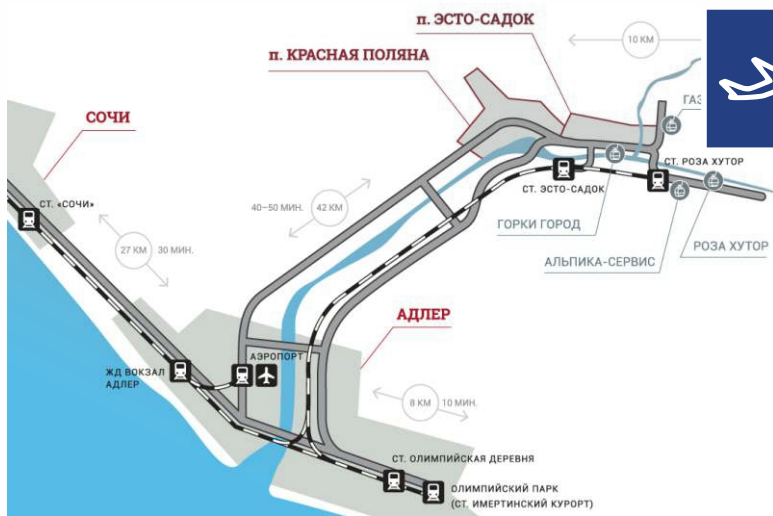 п. ЭСТО-САДОК
10 КМ
п. КРАСНАЯ ПОЛЯНА
СОЧИ
СТ. РОЗА ХУТОР
СТ. «СОЧИ»
СТ. ЭСТО-САДОК
40–50 МИН.
42 КМ
ГОРКИ ГОРОД
27 КМ
30 МИН.
АЛЬПИКА-СЕРВИС
РОЗА ХУТОР
АДЛЕР
АЭРОПОРТ
ЖД ВОКЗАЛ
АДЛЕР
8 КМ
10 МИН.
СТ. ОЛИМПИЙСКАЯ ДЕРЕВНЯ
ОЛИМПИЙСКИЙ ПАРК
(СТ. ИМЕРТИНСКИЙ КУРОРТ)